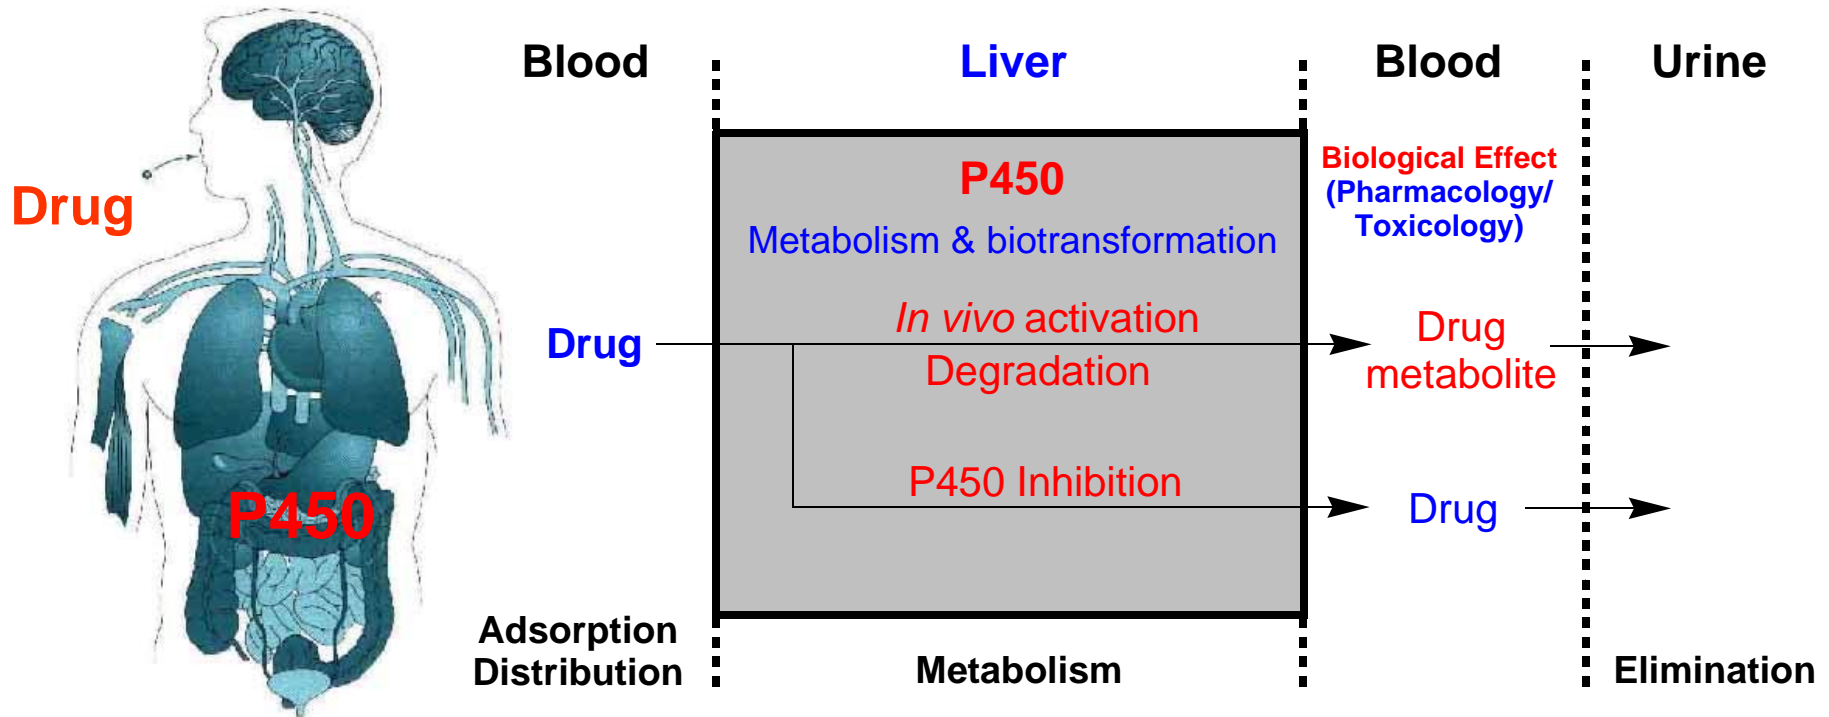 Drug
P450
Blood
Liver
Blood
Urine
P450
Metabolism & biotransformation
Biological Effect
(Pharmacology/
Toxicology)
Drug
In vivo activation
Degradation
Drug
metabolite
P450 Inhibition
Drug
Adsorption
Distribution
Metabolism
Elimination